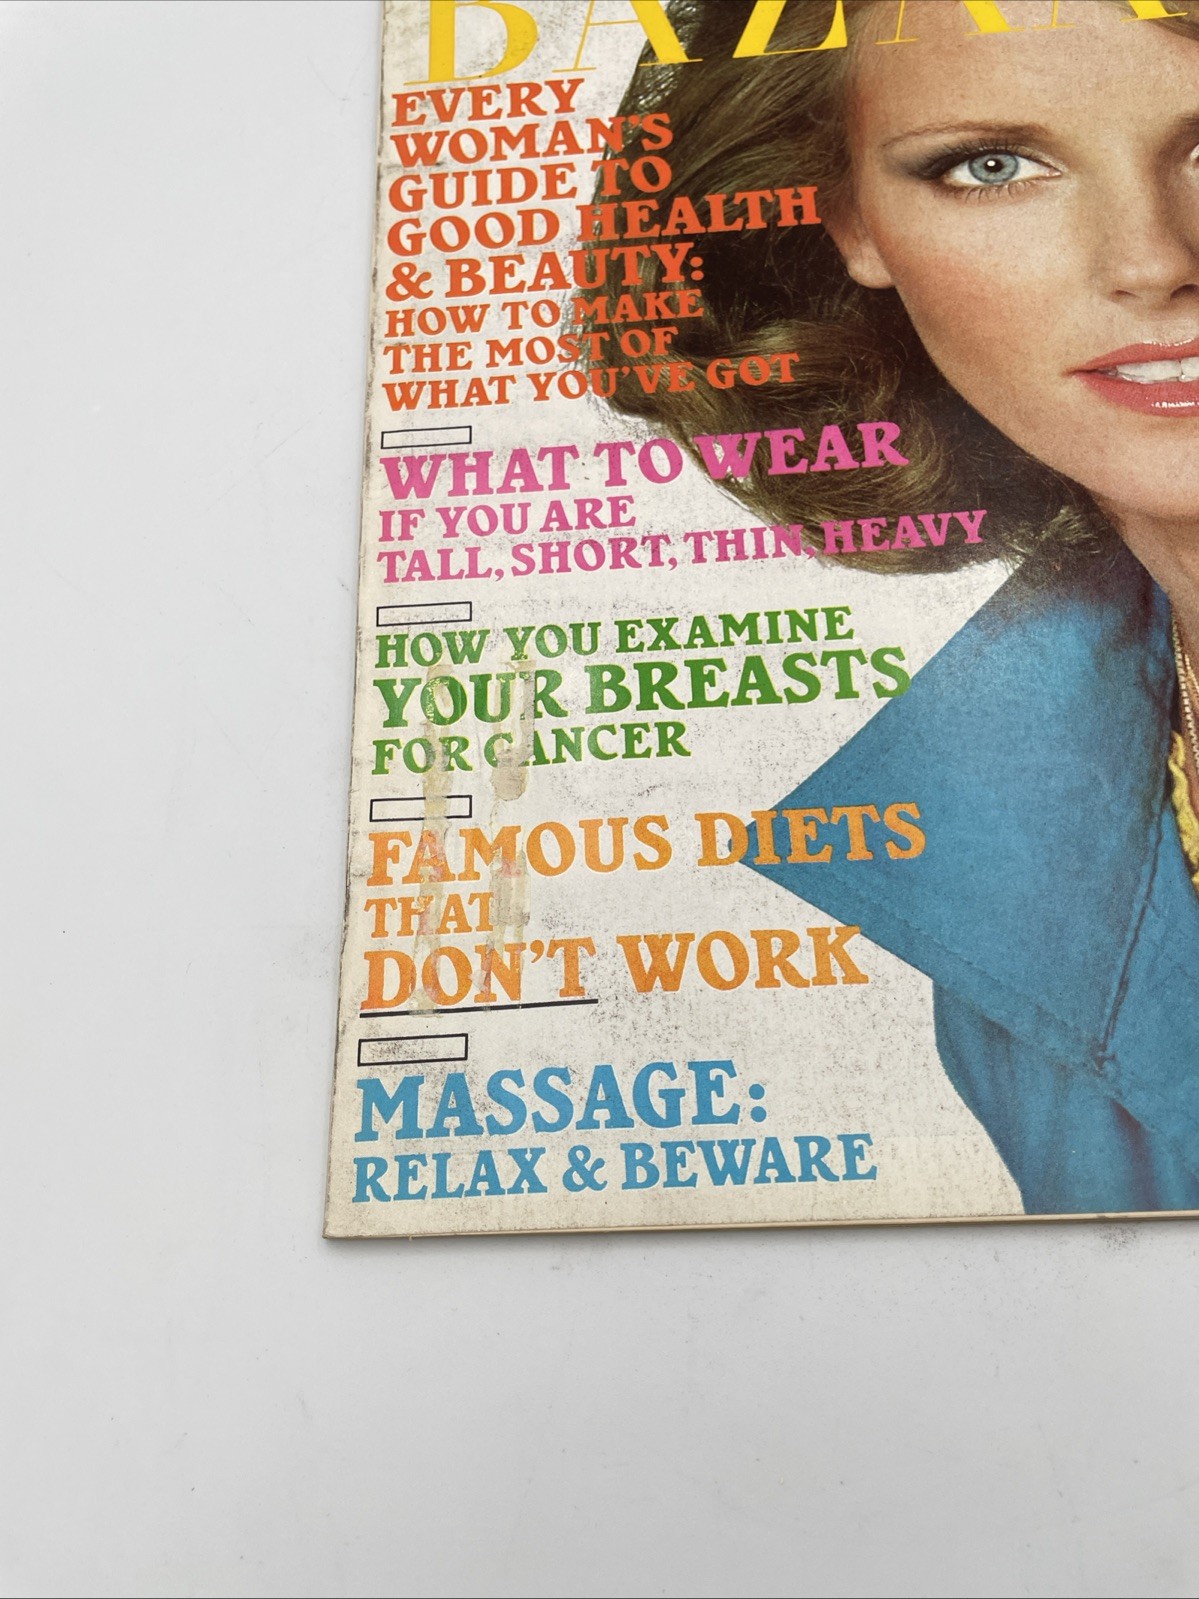 BAZAA
EVERY
WOMAN'S
GUIDE TO
GOOD HEALTH
& BEAUTY:
HOW TO MAKE
THE MOST OF
WHAT YOU'VE GOT
WHAT TO WEAR
IF YOU ARE
TALL, SHORT, THIN, HEAVY
HOW YOU EXAMINE
YOUR BREASTS
FOR CANCER
FAMOUS DIETS
THAT
DON'T WORK
MASSAGE:
RELAX & BEWARE